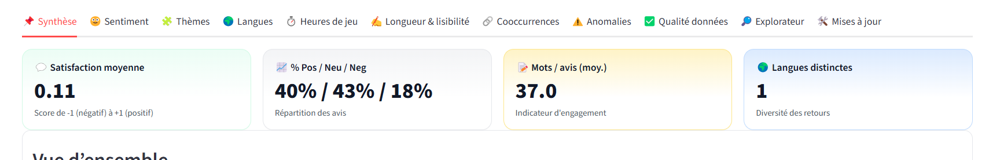 Synthèse Sentiment Thèmes Langues Heures de jeu Longueur & lisibilité Cooccurrences Anomalies Qualité données Explorateur Mises à jour
Satisfaction moyenne
0.11
Score de -1 (négatif) à +1 (positif)
% Pos / Neu / Neg
40% / 43% / 18%
Répartition des avis
Mots / avis (moy.)
37.0
Indicateur d'engagement
Langues distinctes
1
Diversité des retours
Vue d’ensemble